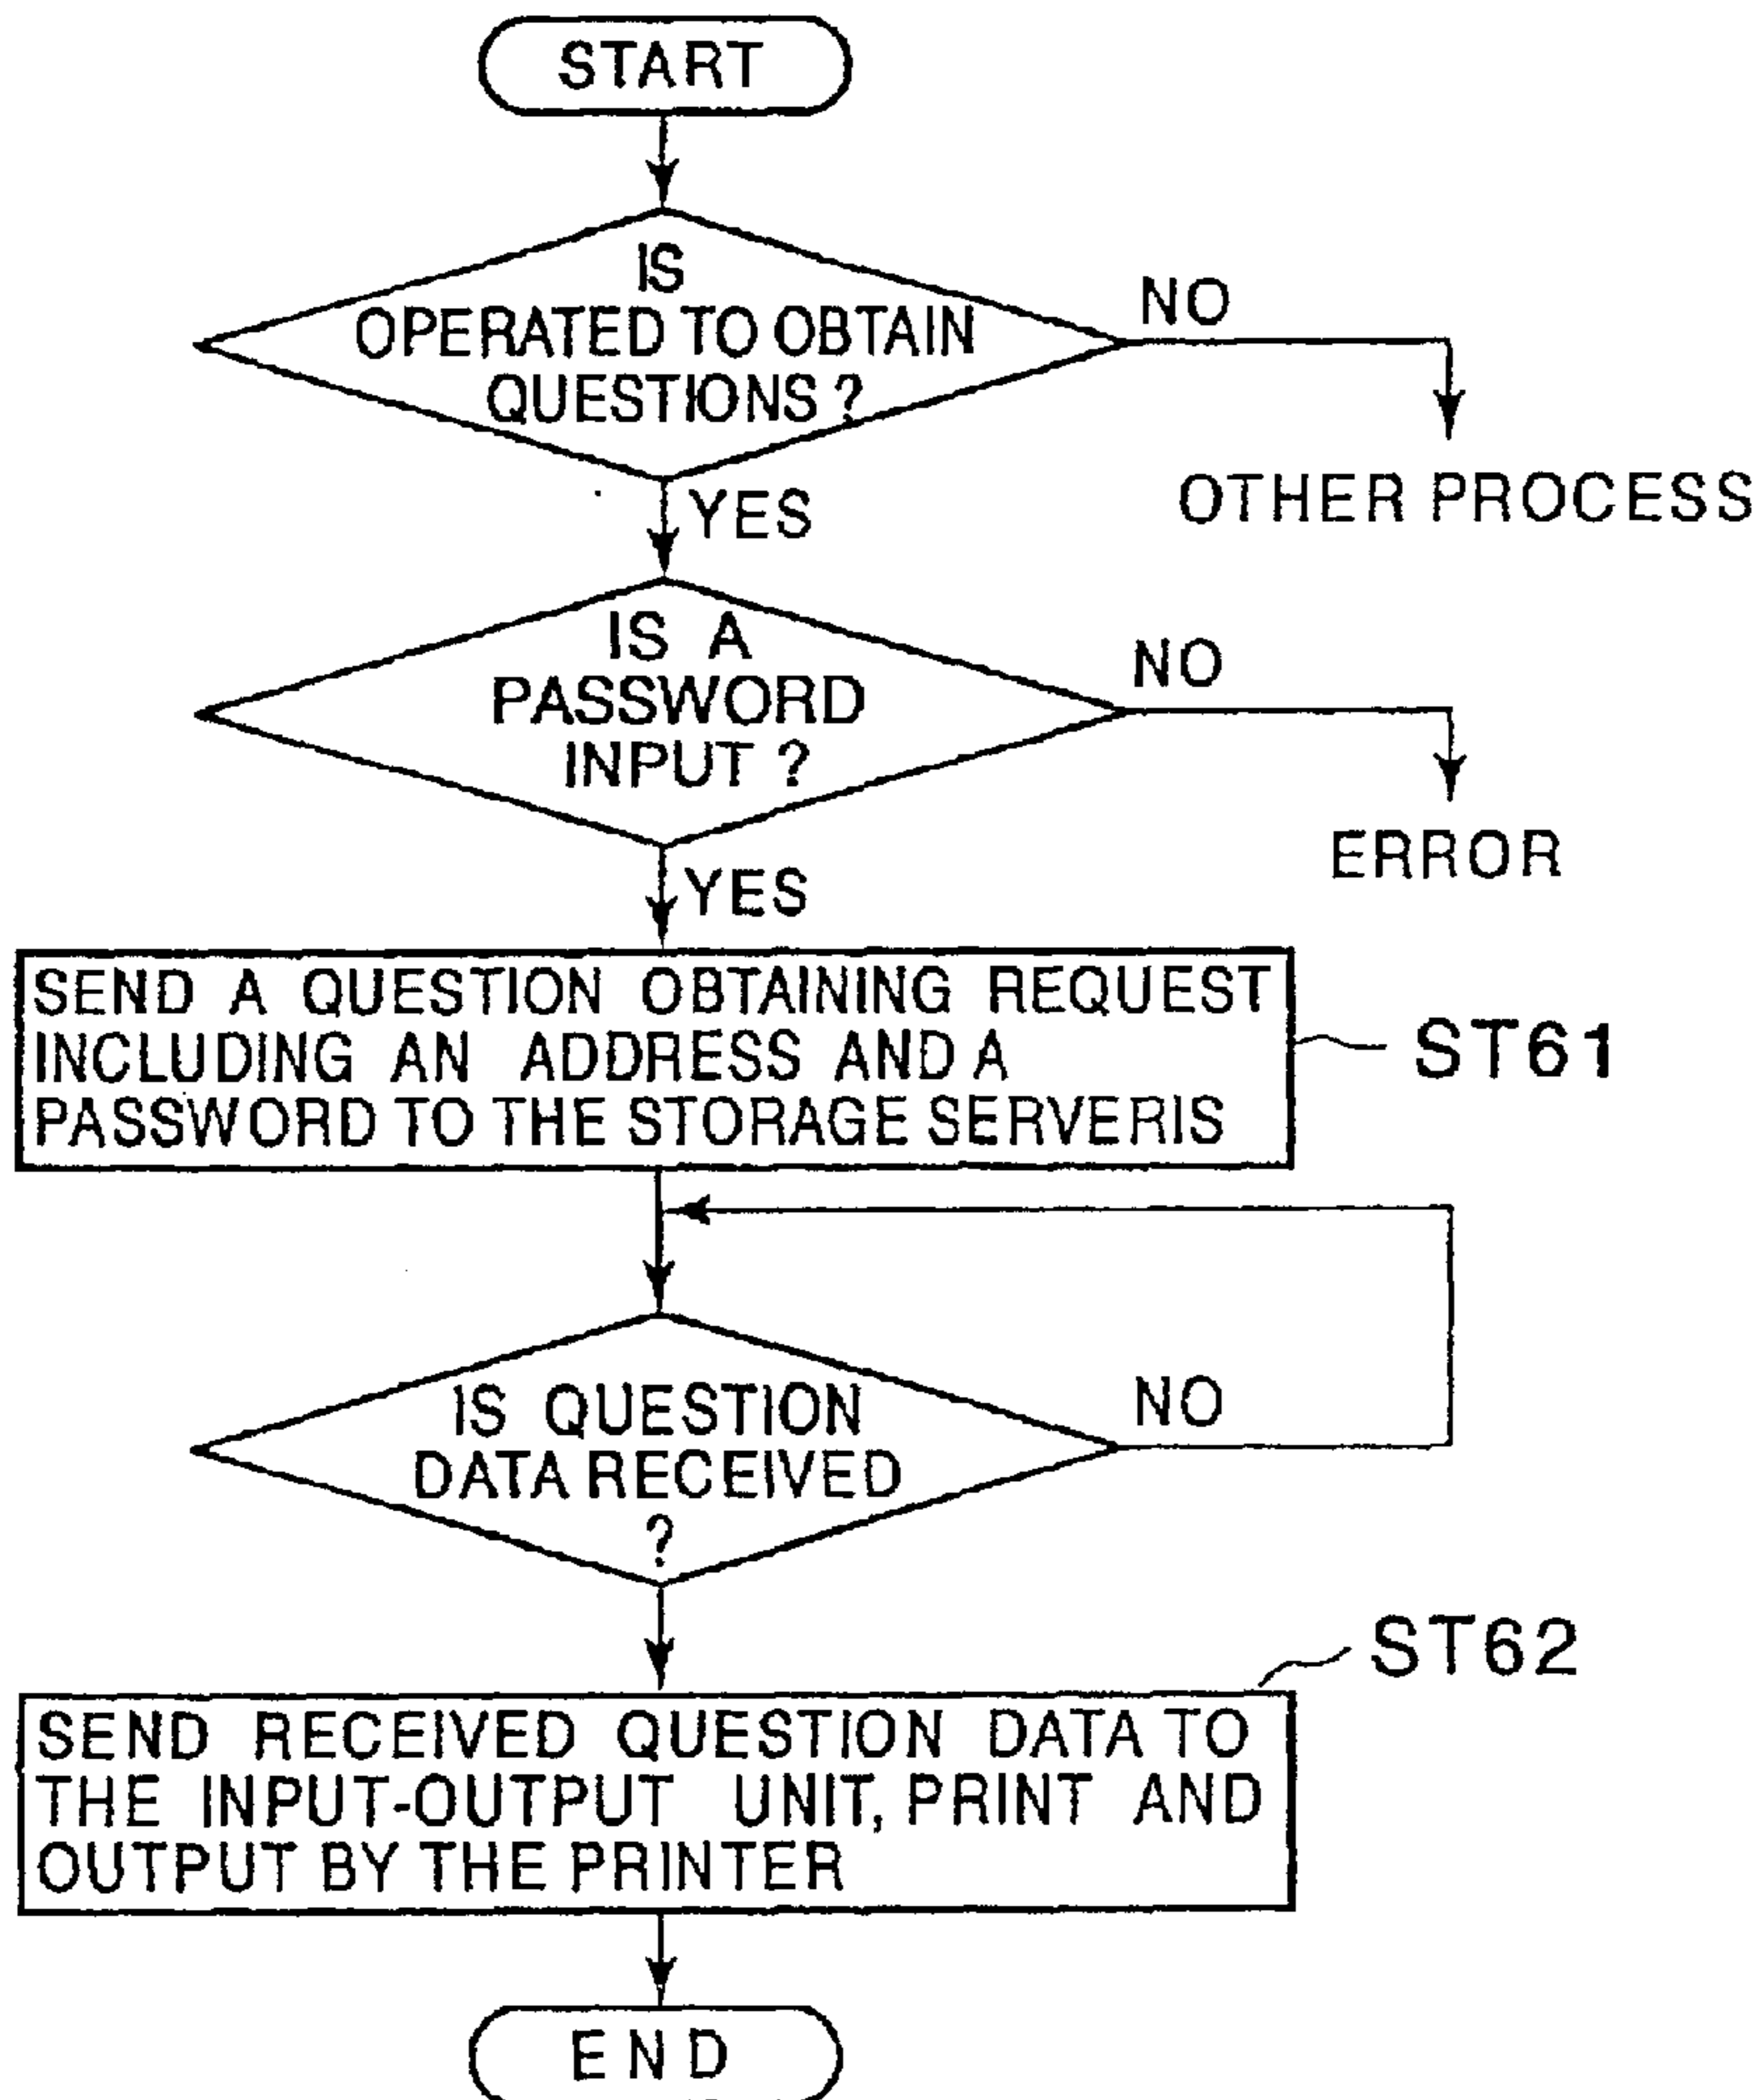 START
IS
OPERATED TO OBTAIN
QUESTIONS ?
NO
OTHER PROCESS
YES
IS A
PASSWORD
INPUT ?
NO
ERROR
YES
SEND A QUESTION OBTAINING REQUEST
INCLUDING AN ADDRESS AND A
PASSWORD TO THE STORAGE SERVERIS
ST61
IS QUESTION
DATA RECEIVED
?
NO
ST62
SEND RECEIVED QUESTION DATA TO
THE INPUT-OUTPUT UNIT, PRINT AND
OUTPUT BY THE PRINTER
END